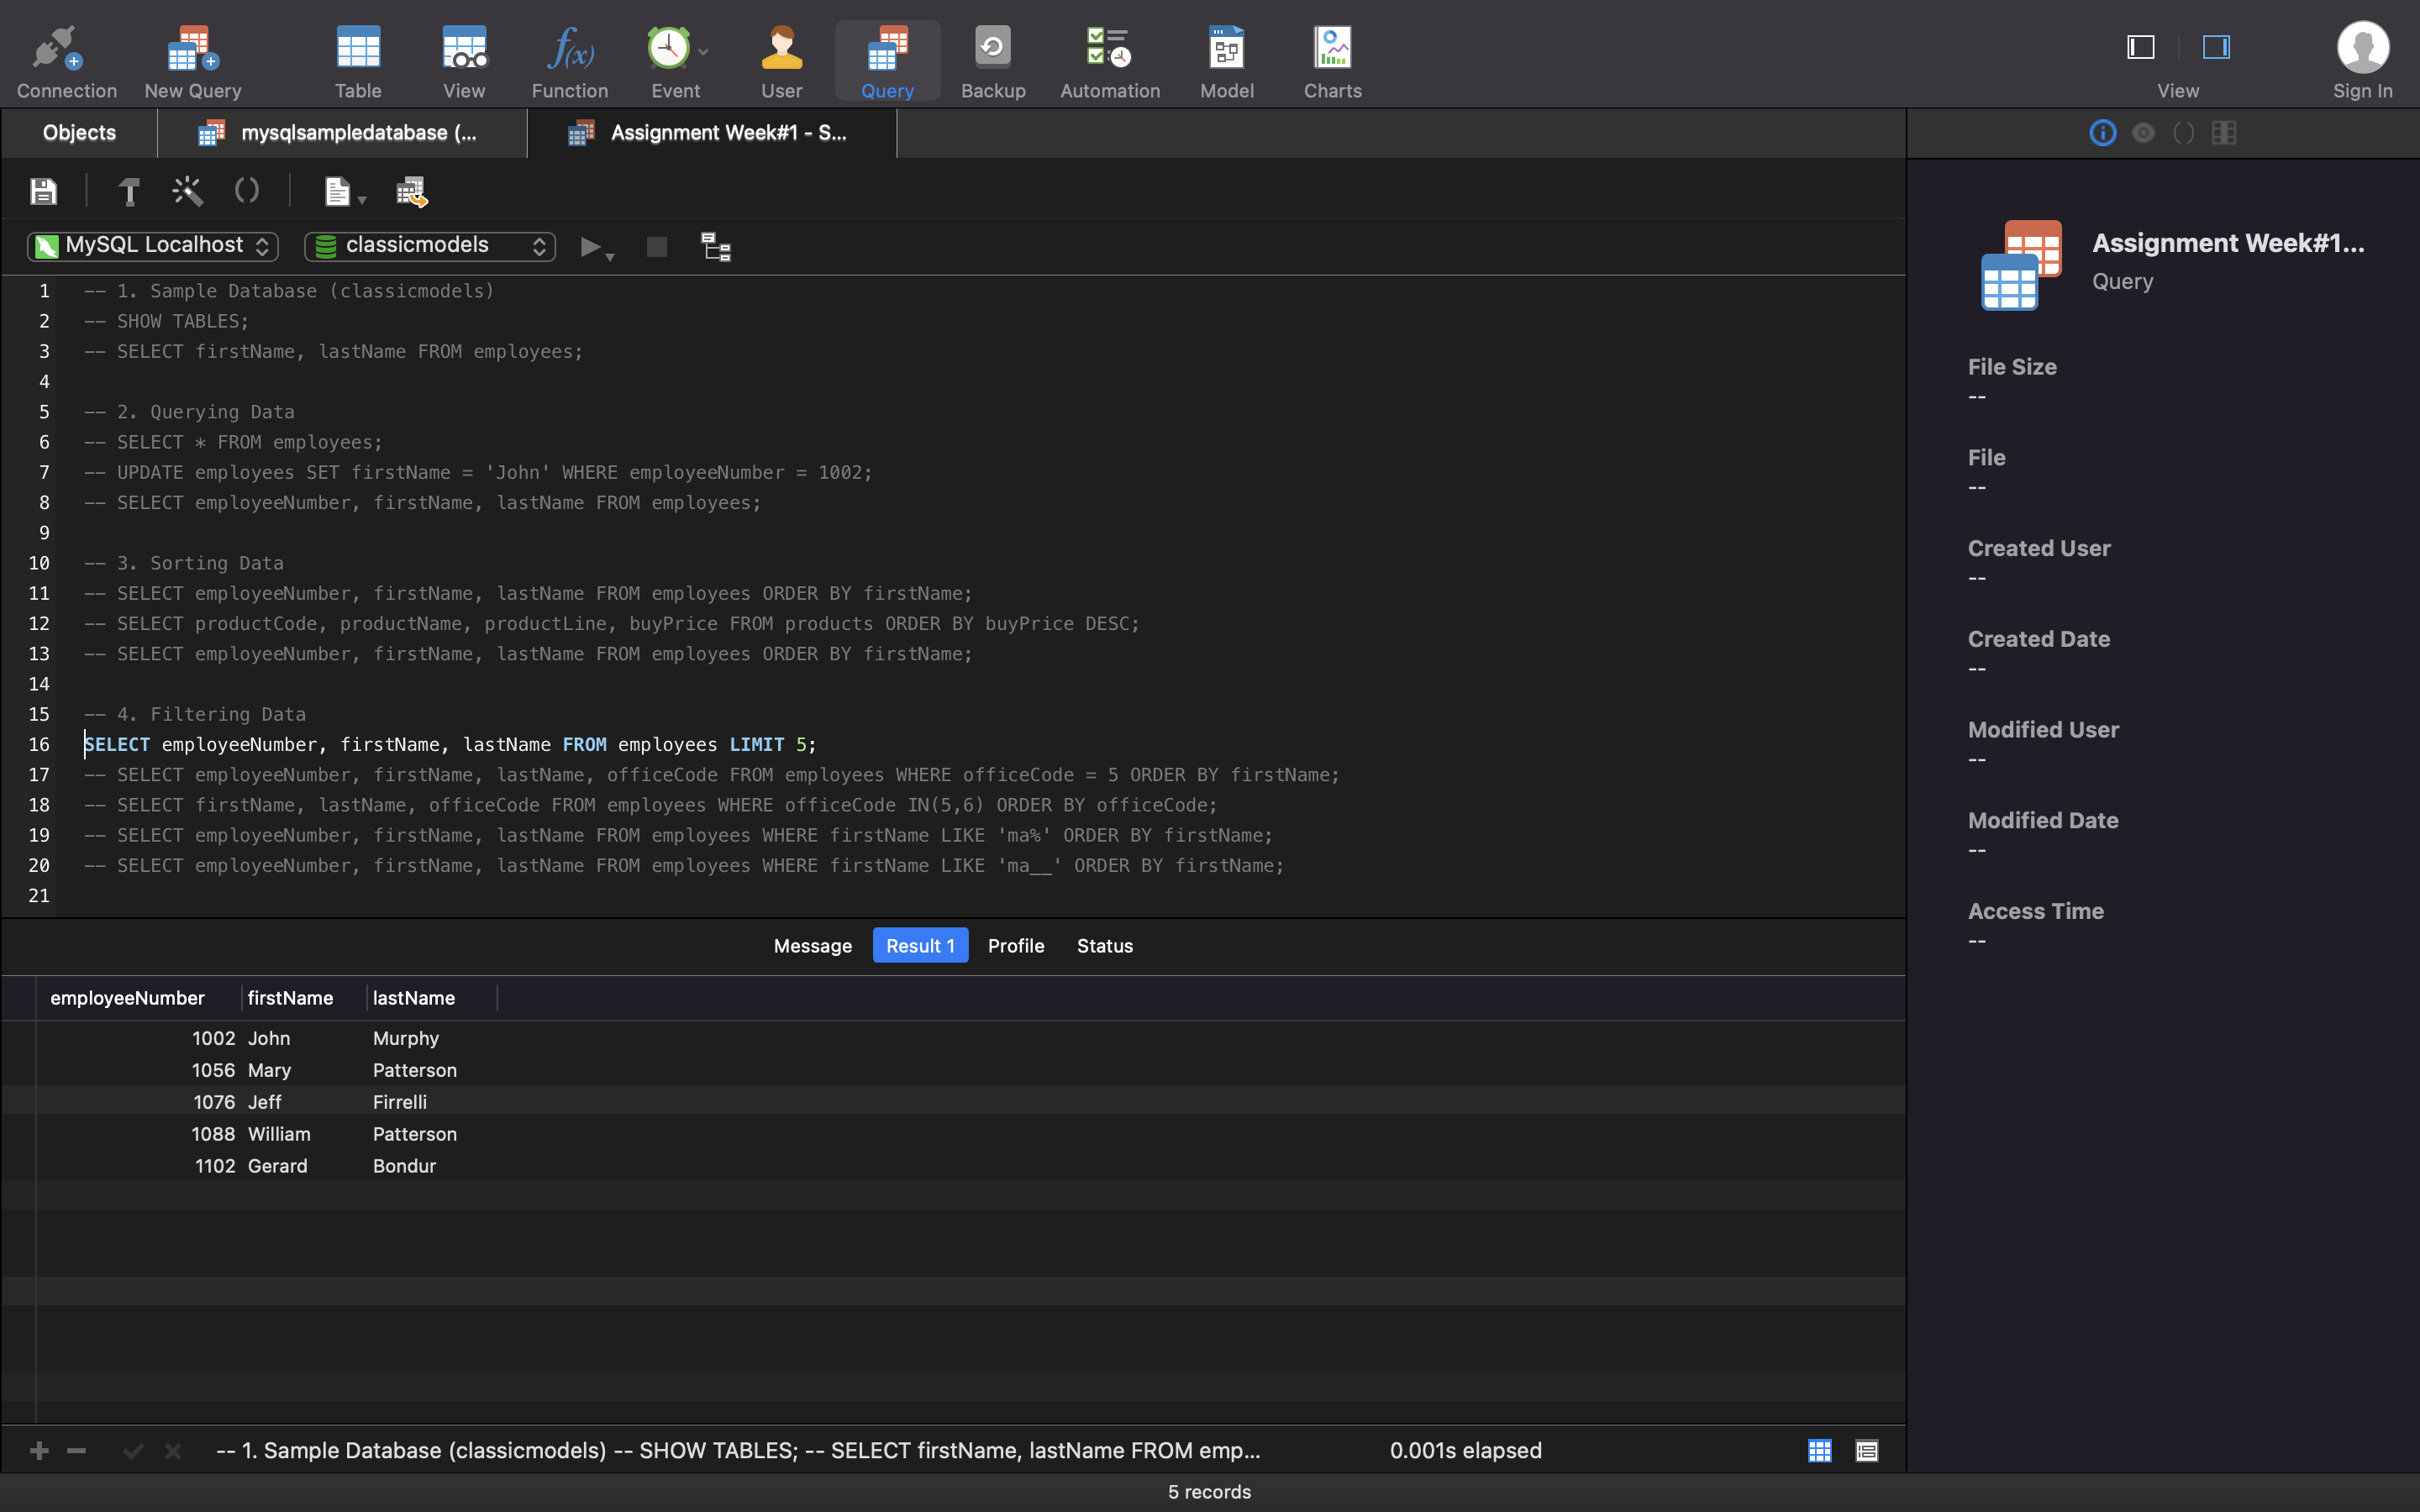 Connection New Query Table View Function Event User Query Backup Automation Model Charts View Sign In
Objects mysqlsampledatabase (... Assignment Week#1 - S...
MySQL Localhost classicmodels
1 -- 1. Sample Database (classicmodels)
2 -- SHOW TABLES;
3 -- SELECT firstName, lastName FROM employees;
4
5 -- 2. Querying Data
6 -- SELECT * FROM employees;
7 -- UPDATE employees SET firstName = 'John' WHERE employeeNumber = 1002;
8 -- SELECT employeeNumber, firstName, lastName FROM employees;
9
10 -- 3. Sorting Data
11 -- SELECT employeeNumber, firstName, lastName FROM employees ORDER BY firstName;
12 -- SELECT productCode, productName, productLine, buyPrice FROM products ORDER BY buyPrice DESC;
13 -- SELECT employeeNumber, firstName, lastName FROM employees ORDER BY firstName;
14
15 -- 4. Filtering Data
16 SELECT employeeNumber, firstName, lastName FROM employees LIMIT 5;
17 -- SELECT employeeNumber, firstName, lastName, officeCode FROM employees WHERE officeCode = 5 ORDER BY firstName;
18 -- SELECT firstName, lastName, officeCode FROM employees WHERE officeCode IN(5,6) ORDER BY officeCode;
19 -- SELECT employeeNumber, firstName, lastName FROM employees WHERE firstName LIKE 'ma%' ORDER BY firstName;
20 -- SELECT employeeNumber, firstName, lastName FROM employees WHERE firstName LIKE 'ma__' ORDER BY firstName;
21
Message Result 1 Profile Status
employeeNumber firstName lastName
1002 John Murphy
1056 Mary Patterson
1076 Jeff Firrelli
1088 William Patterson
1102 Gerard Bondur
-- 1. Sample Database (classicmodels) -- SHOW TABLES; -- SELECT firstName, lastName FROM emp... 0.001s elapsed
5 records
Assignment Week#1...
Query
File Size
--
File
--
Created User
--
Created Date
--
Modified User
--
Modified Date
--
Access Time
--